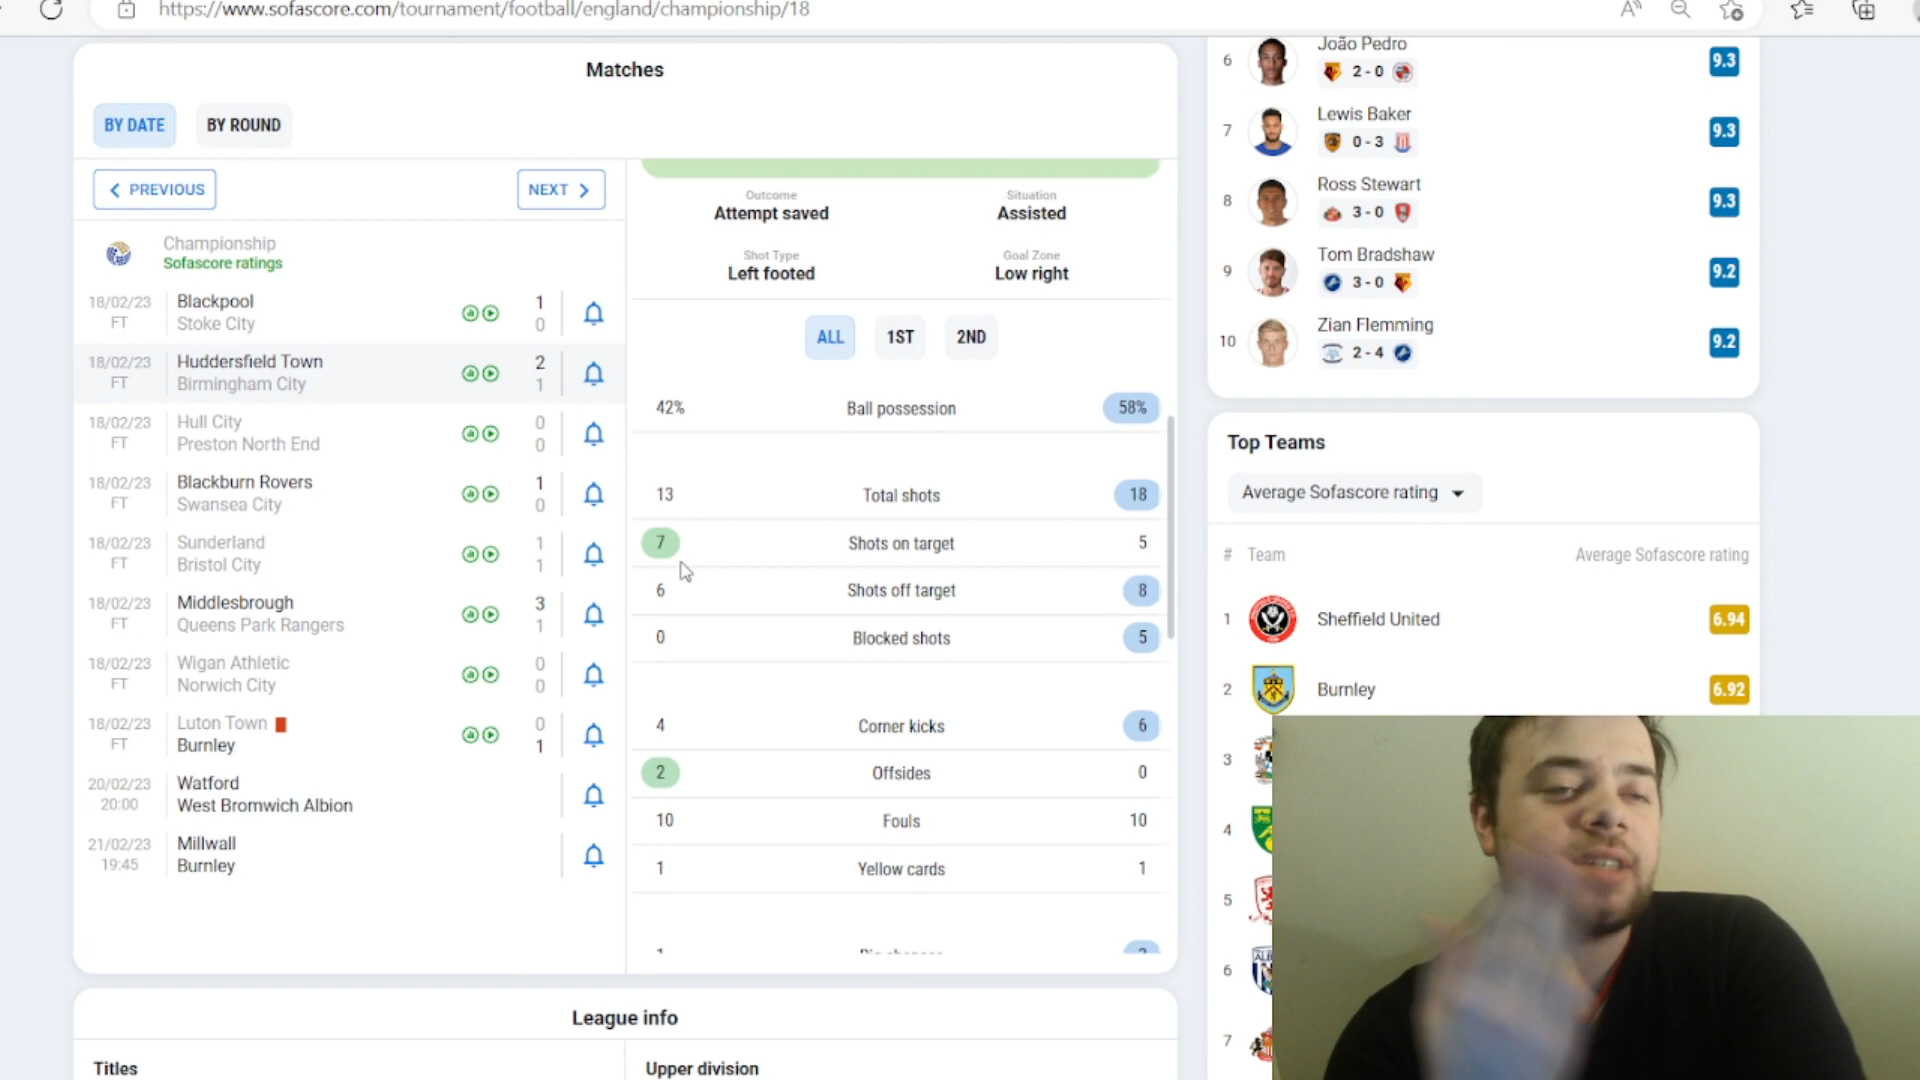 https://www.sofascore.com/tournament/football/england/championship/18
Matches
BY DATE
BY ROUND
PREVIOUS
NEXT
Championship
Sofascore ratings
18/02/23
FT
Blackpool
Stoke City
1
0
18/02/23
FT
Huddersfield Town
Birmingham City
2
1
18/02/23
FT
Hull City
Preston North End
0
0
18/02/23
FT
Blackburn Rovers
Swansea City
1
0
18/02/23
FT
Sunderland
Bristol City
1
1
18/02/23
FT
Middlesbrough
Queens Park Rangers
3
1
18/02/23
FT
Wigan Athletic
Norwich City
0
0
18/02/23
FT
Luton Town
Burnley
0
1
20/02/23
20:00
Watford
West Bromwich Albion
21/02/23
19:45
Millwall
Burnley
Outcome
Attempt saved
Situation
Assisted
Shot Type
Left footed
Goal Zone
Low right
ALL
1ST
2ND
42% Ball possession 58%
13 Total shots 18
7 Shots on target 5
6 Shots off target 8
0 Blocked shots 5
4 Corner kicks 6
2 Offsides 0
10 Fouls 10
1 Yellow cards 1
League info
Titles
Upper division
6 João Pedro 9.3
2 - 0
7 Lewis Baker 9.3
0 - 3
8 Ross Stewart 9.3
3 - 0
9 Tom Bradshaw 9.2
3 - 0
10 Zian Flemming 9.2
2 - 4
Top Teams
Average Sofascore rating
# Team Average Sofascore rating
1 Sheffield United 6.94
2 Burnley 6.92
3
4
5
6
7